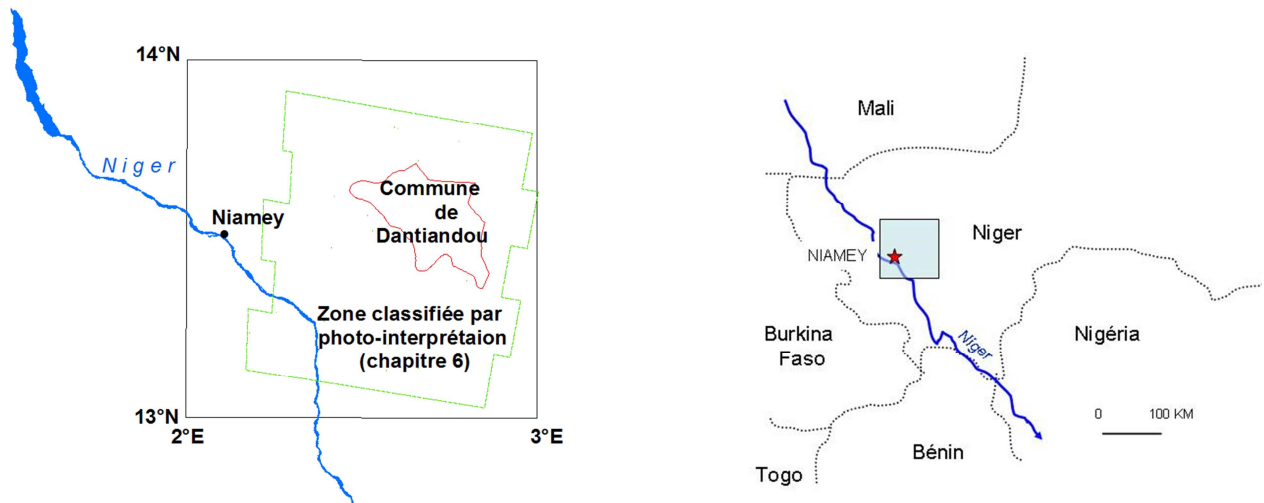 14°N
Niger
Niamey
Commune
de
Dantiandou
Zone classifiée par
photo-interprétaion
(chapitre 6)
13°N
2°E
3°E
Mali
Niger
NIAMEY
Burkina
Faso
Niger
Nigéria
0 100 KM
Bénin
Togo